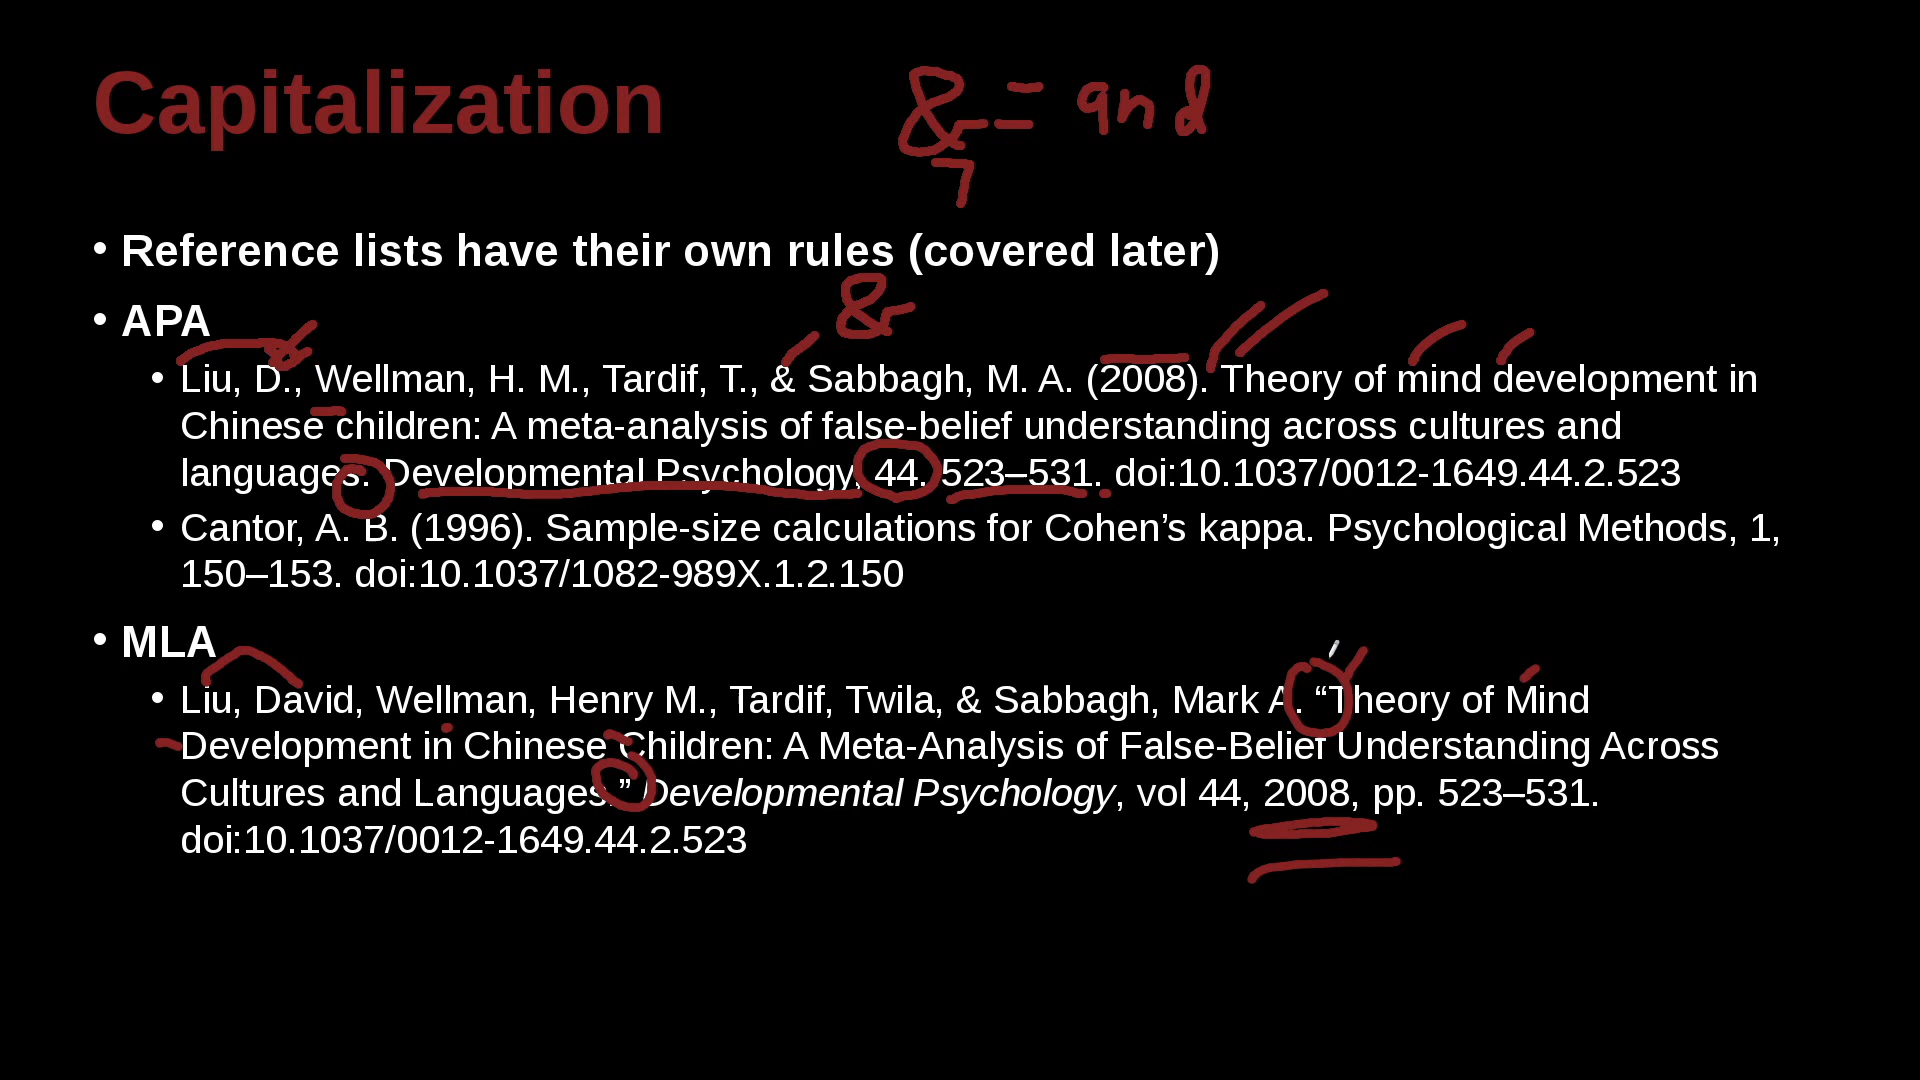 Capitalization
& = and
7
• Reference lists have their own rules (covered later)
&
• APA
• Liu, D., Wellman, H. M., Tardif, T., & Sabbagh, M. A. (2008). Theory of mind development in
Chinese children: A meta-analysis of false-belief understanding across cultures and
languages. Developmental Psychology, 44. 523–531. doi:10.1037/0012-1649.44.2.523
• Cantor, A. B. (1996). Sample-size calculations for Cohen’s kappa. Psychological Methods, 1,
150–153. doi:10.1037/1082-989X.1.2.150
• MLA
• Liu, David, Wellman, Henry M., Tardif, Twila, & Sabbagh, Mark A. “Theory of Mind
Development in Chinese Children: A Meta-Analysis of False-Belief Understanding Across
Cultures and Languages.” Developmental Psychology, vol 44, 2008, pp. 523–531.
doi:10.1037/0012-1649.44.2.523